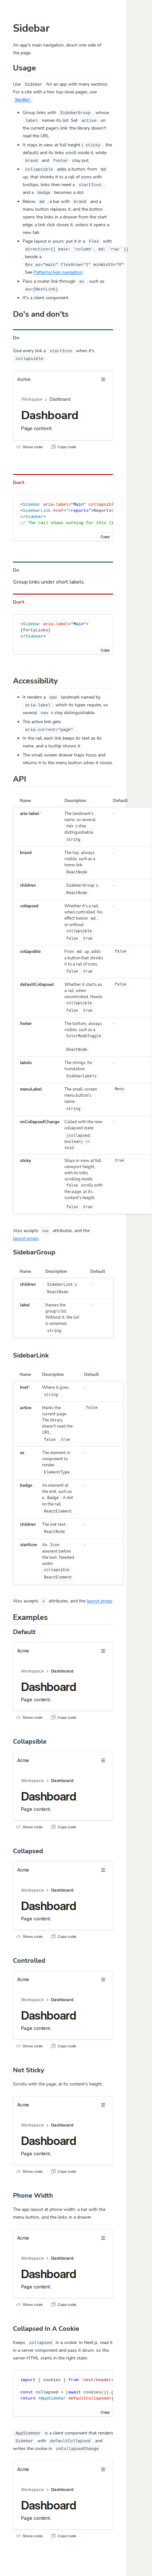 Sidebar
An app's main navigation, down one side of
the page.
Usage
Use Sidebar for an app with many sections.
For a site with a few top-level pages, use
NavBar.
Group links with SidebarGroup, whose
label names its list. Set active on
the current page's link: the library doesn't
read the URL.
It stays in view at full height (sticky, the
default) and its links scroll inside it, while
brand and footer stay put.
collapsible adds a button, from md
up, that shrinks it to a rail of icons with
tooltips; links then need a startIcon,
and a badge becomes a dot.
Below md, a bar with brand and a
menu button replaces it, and the button
shows the links in a drawer from the start
edge; a link click closes it, unless it opens a
new tab.
Page layout is yours: put it in a Flex with
direction={{ base: 'column', md: 'row' }}
, beside a
Box as="main" flexGrow="1" minWidth="0"
. See Patterns/App navigation.
Pass a router link through as, such as
as={NextLink}.
It's a client component.
Do's and don'ts
Do
Give every link a startIcon when it's
collapsible.
Acme
Workspace > Dashboard
Dashboard
Page content.
Show code Copy code
Don't
<Sidebar aria-label="Main" collapsib
<SidebarLink href="/reports">Reports<
</Sidebar>
// The rail shows nothing for this li
Copy
Do
Group links under short labels.
Don't
<Sidebar aria-label="Main">
{fortyLinks}
</Sidebar>
Copy
Accessibility
It renders a nav landmark named by
aria-label, which its types require, so
several nav s stay distinguishable.
The active link gets
aria-current="page".
In the rail, each link keeps its text as its
name, and a tooltip shows it.
The small-screen drawer traps focus and
returns it to the menu button when it closes.
API
Name Description Default
aria-label* The landmark's
name, so several
nav s stay
distinguishable.
string
-
brand The top, always
visible, such as a
home link.
ReactNode
-
children SidebarGroup s
ReactNode
-
collapsed Whether it's a rail,
when controlled. No
effect below md,
or without
collapsible.
false true
-
collapsible From md up, adds
a button that shrinks
it to a rail of icons.
false true
false
defaultCollapsed Whether it starts as
a rail, when
uncontrolled. Needs
collapsible.
false true
false
footer The bottom, always
visible, such as a
ColorModeToggle
.
ReactNode
-
labels The strings, for
translation.
SidebarLabels
-
menuLabel The small-screen
menu button's
name.
string
Menu
onCollapsedChange Called with the new
collapsed state.
(collapsed:
boolean) =>
void
-
sticky Stays in view at full
viewport height,
with its links
scrolling inside.
false scrolls with
the page, at its
content's height.
false true
true
Also accepts nav attributes, and the
layout props.
SidebarGroup
Name Description Default
children SidebarLink s
ReactNode
-
label Names the
group's list.
Without it, the list
is unnamed.
string
-
SidebarLink
Name Description Default
href* Where it goes.
string
-
active Marks the
current page.
The library
doesn't read the
URL.
false true
false
as The element or
component to
render.
ElementType
-
badge An element at
the end, such as
a Badge. A dot
on the rail.
ReactElement
-
children The link text.
ReactNode
-
startIcon An Icon
element before
the text. Needed
under
collapsible.
ReactElement
-
Also accepts a attributes, and the layout props.
Examples
Default
Acme
Workspace > Dashboard
Dashboard
Page content.
Show code Copy code
Collapsible
Acme
Workspace > Dashboard
Dashboard
Page content.
Show code Copy code
Collapsed
Acme
Workspace > Dashboard
Dashboard
Page content.
Show code Copy code
Controlled
Acme
Workspace > Dashboard
Dashboard
Page content.
Show code Copy code
Not Sticky
Scrolls with the page, at its content's height.
Acme
Workspace > Dashboard
Dashboard
Page content.
Show code Copy code
Phone Width
The app layout at phone width: a bar with the
menu button, and the links in a drawer.
Acme
Workspace > Dashboard
Dashboard
Page content.
Show code Copy code
Collapsed In A Cookie
Keeps collapsed in a cookie. In Next.js, read it
in a server component and pass it down, so the
server HTML starts in the right state:
import { cookies } from 'next/header
const collapsed = (await cookies()).g
return <AppSidebar defaultCollapsed={
Copy
AppSidebar is a client component that renders
Sidebar with defaultCollapsed, and
writes the cookie in onCollapsedChange.
Acme
Workspace > Dashboard
Dashboard
Page content.
Show code Copy code